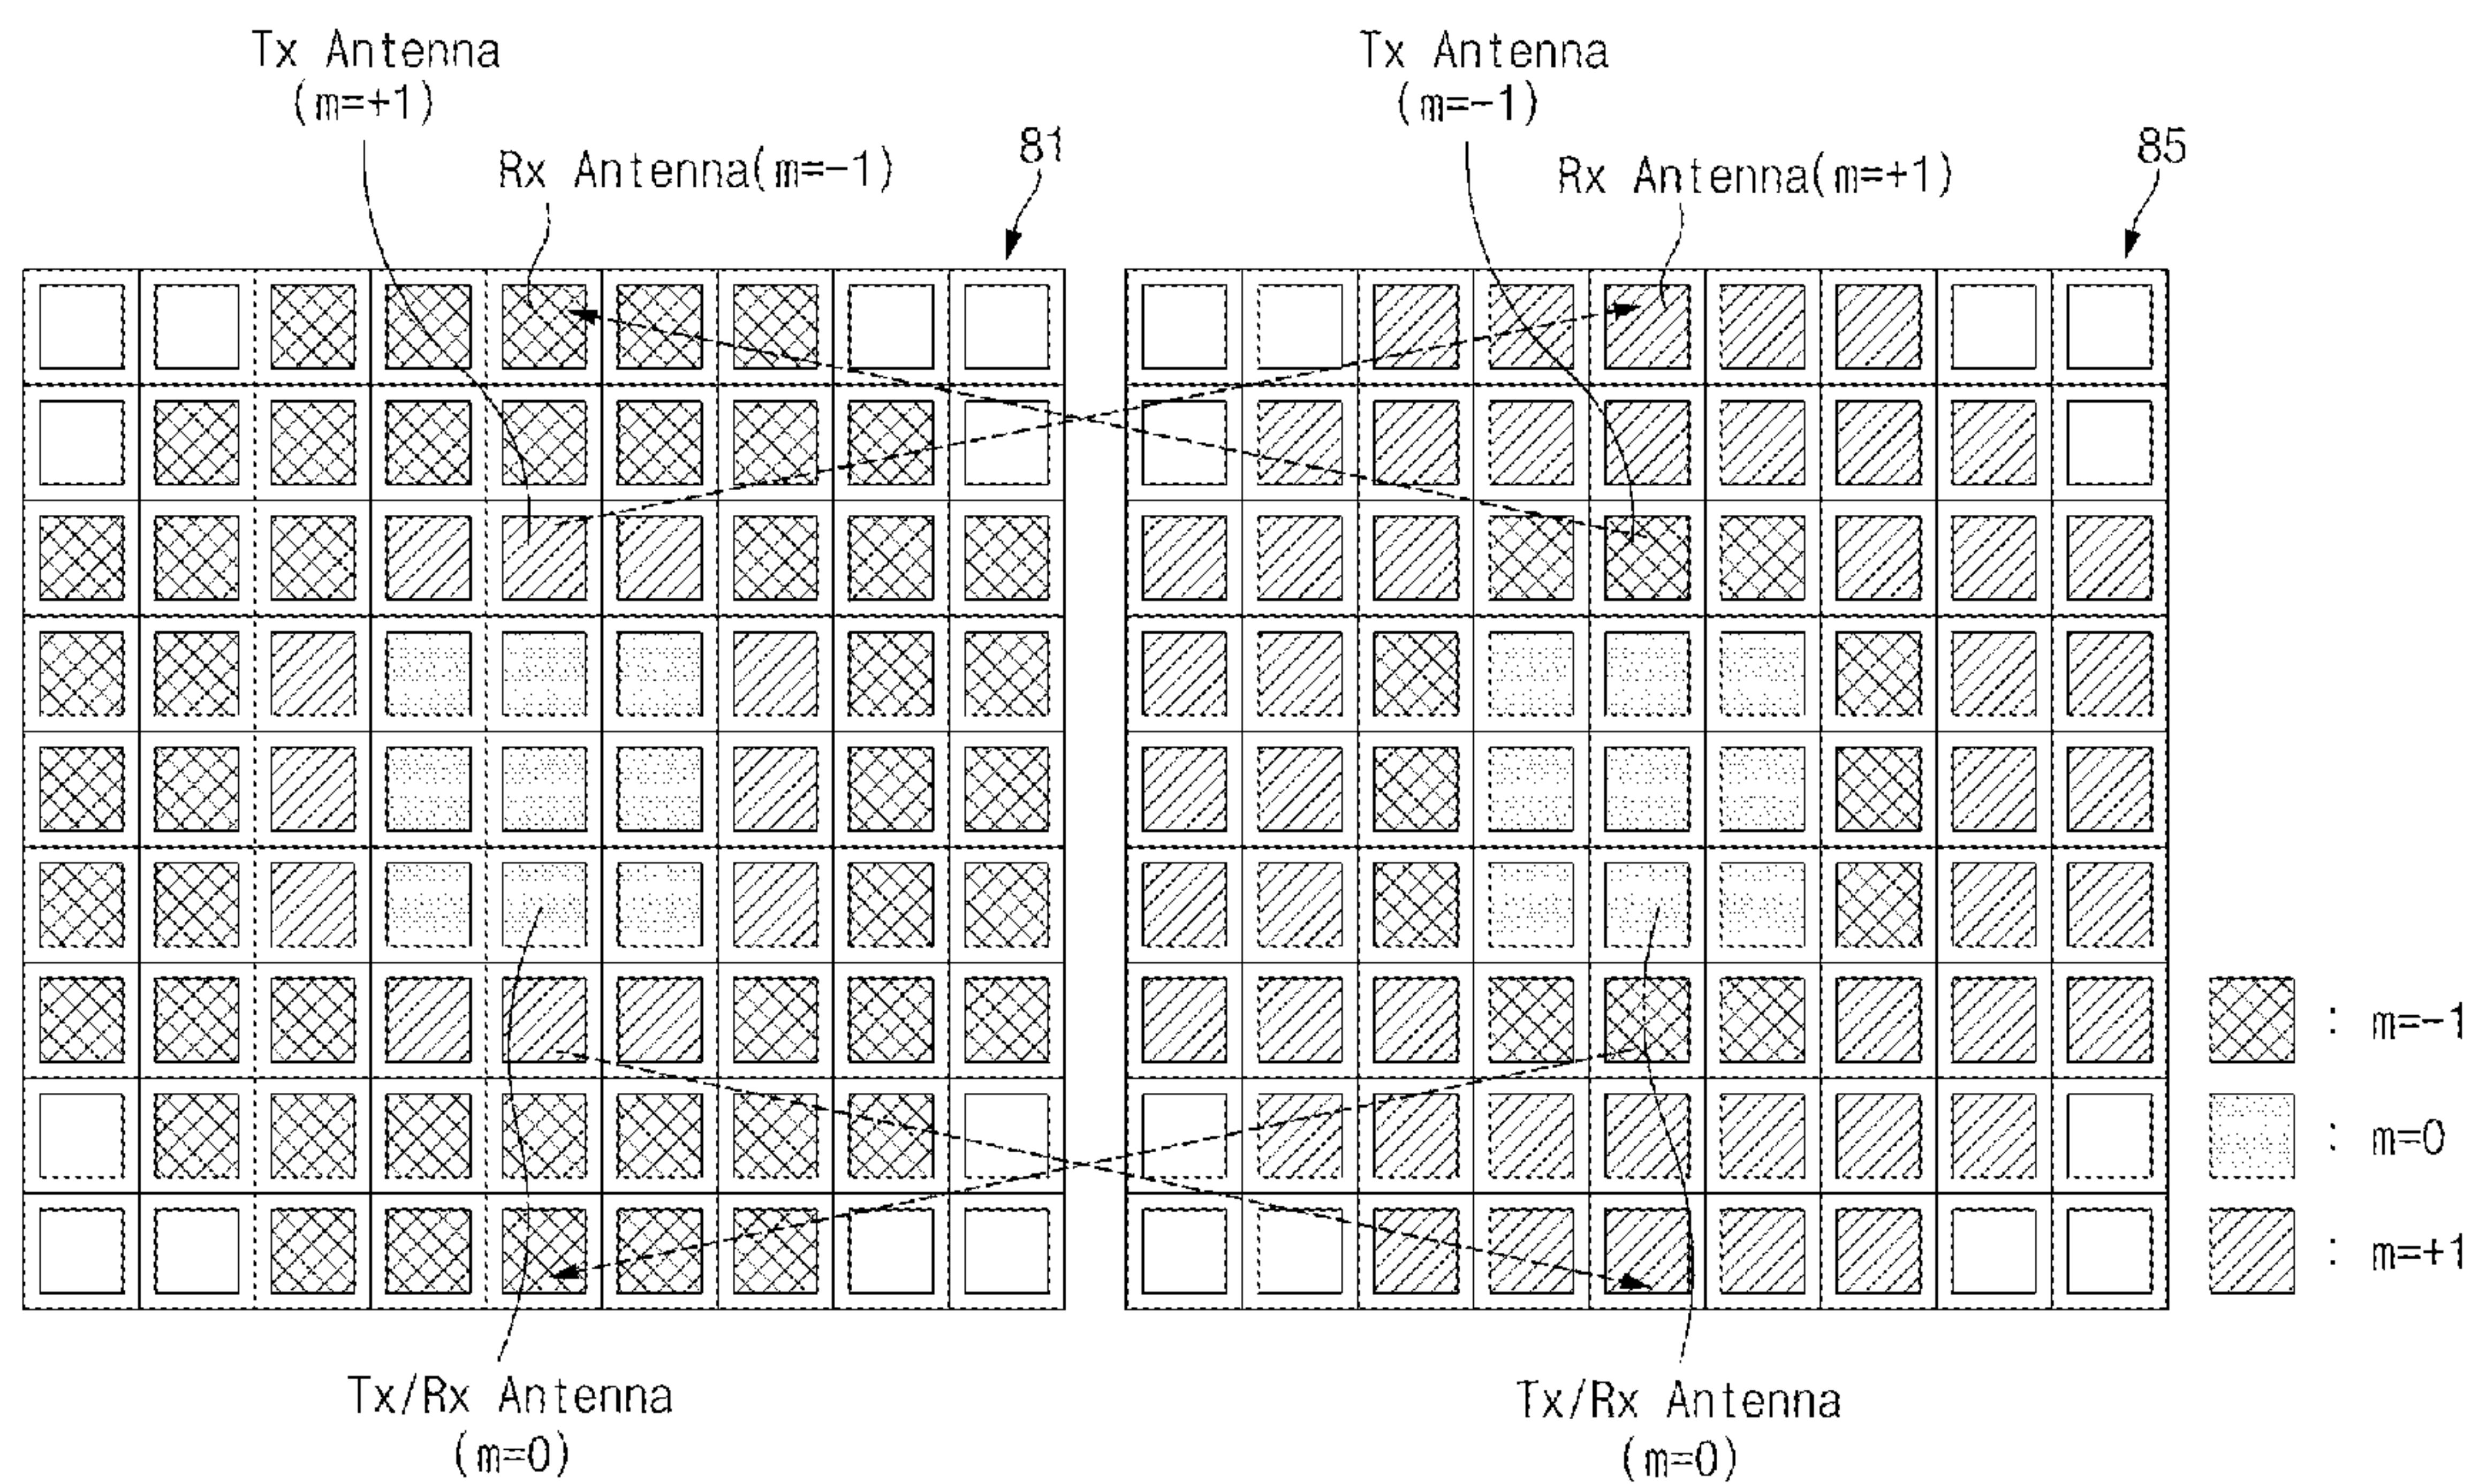 Tx Antenna
(m=+1)
Rx Antenna(m=-1)
81
Tx Antenna
(m=-1)
Rx Antenna(m=+1)
85
: m=-1
: m=0
: m=+1
Tx/Rx Antenna
(m=0)
Tx/Rx Antenna
(m=0)